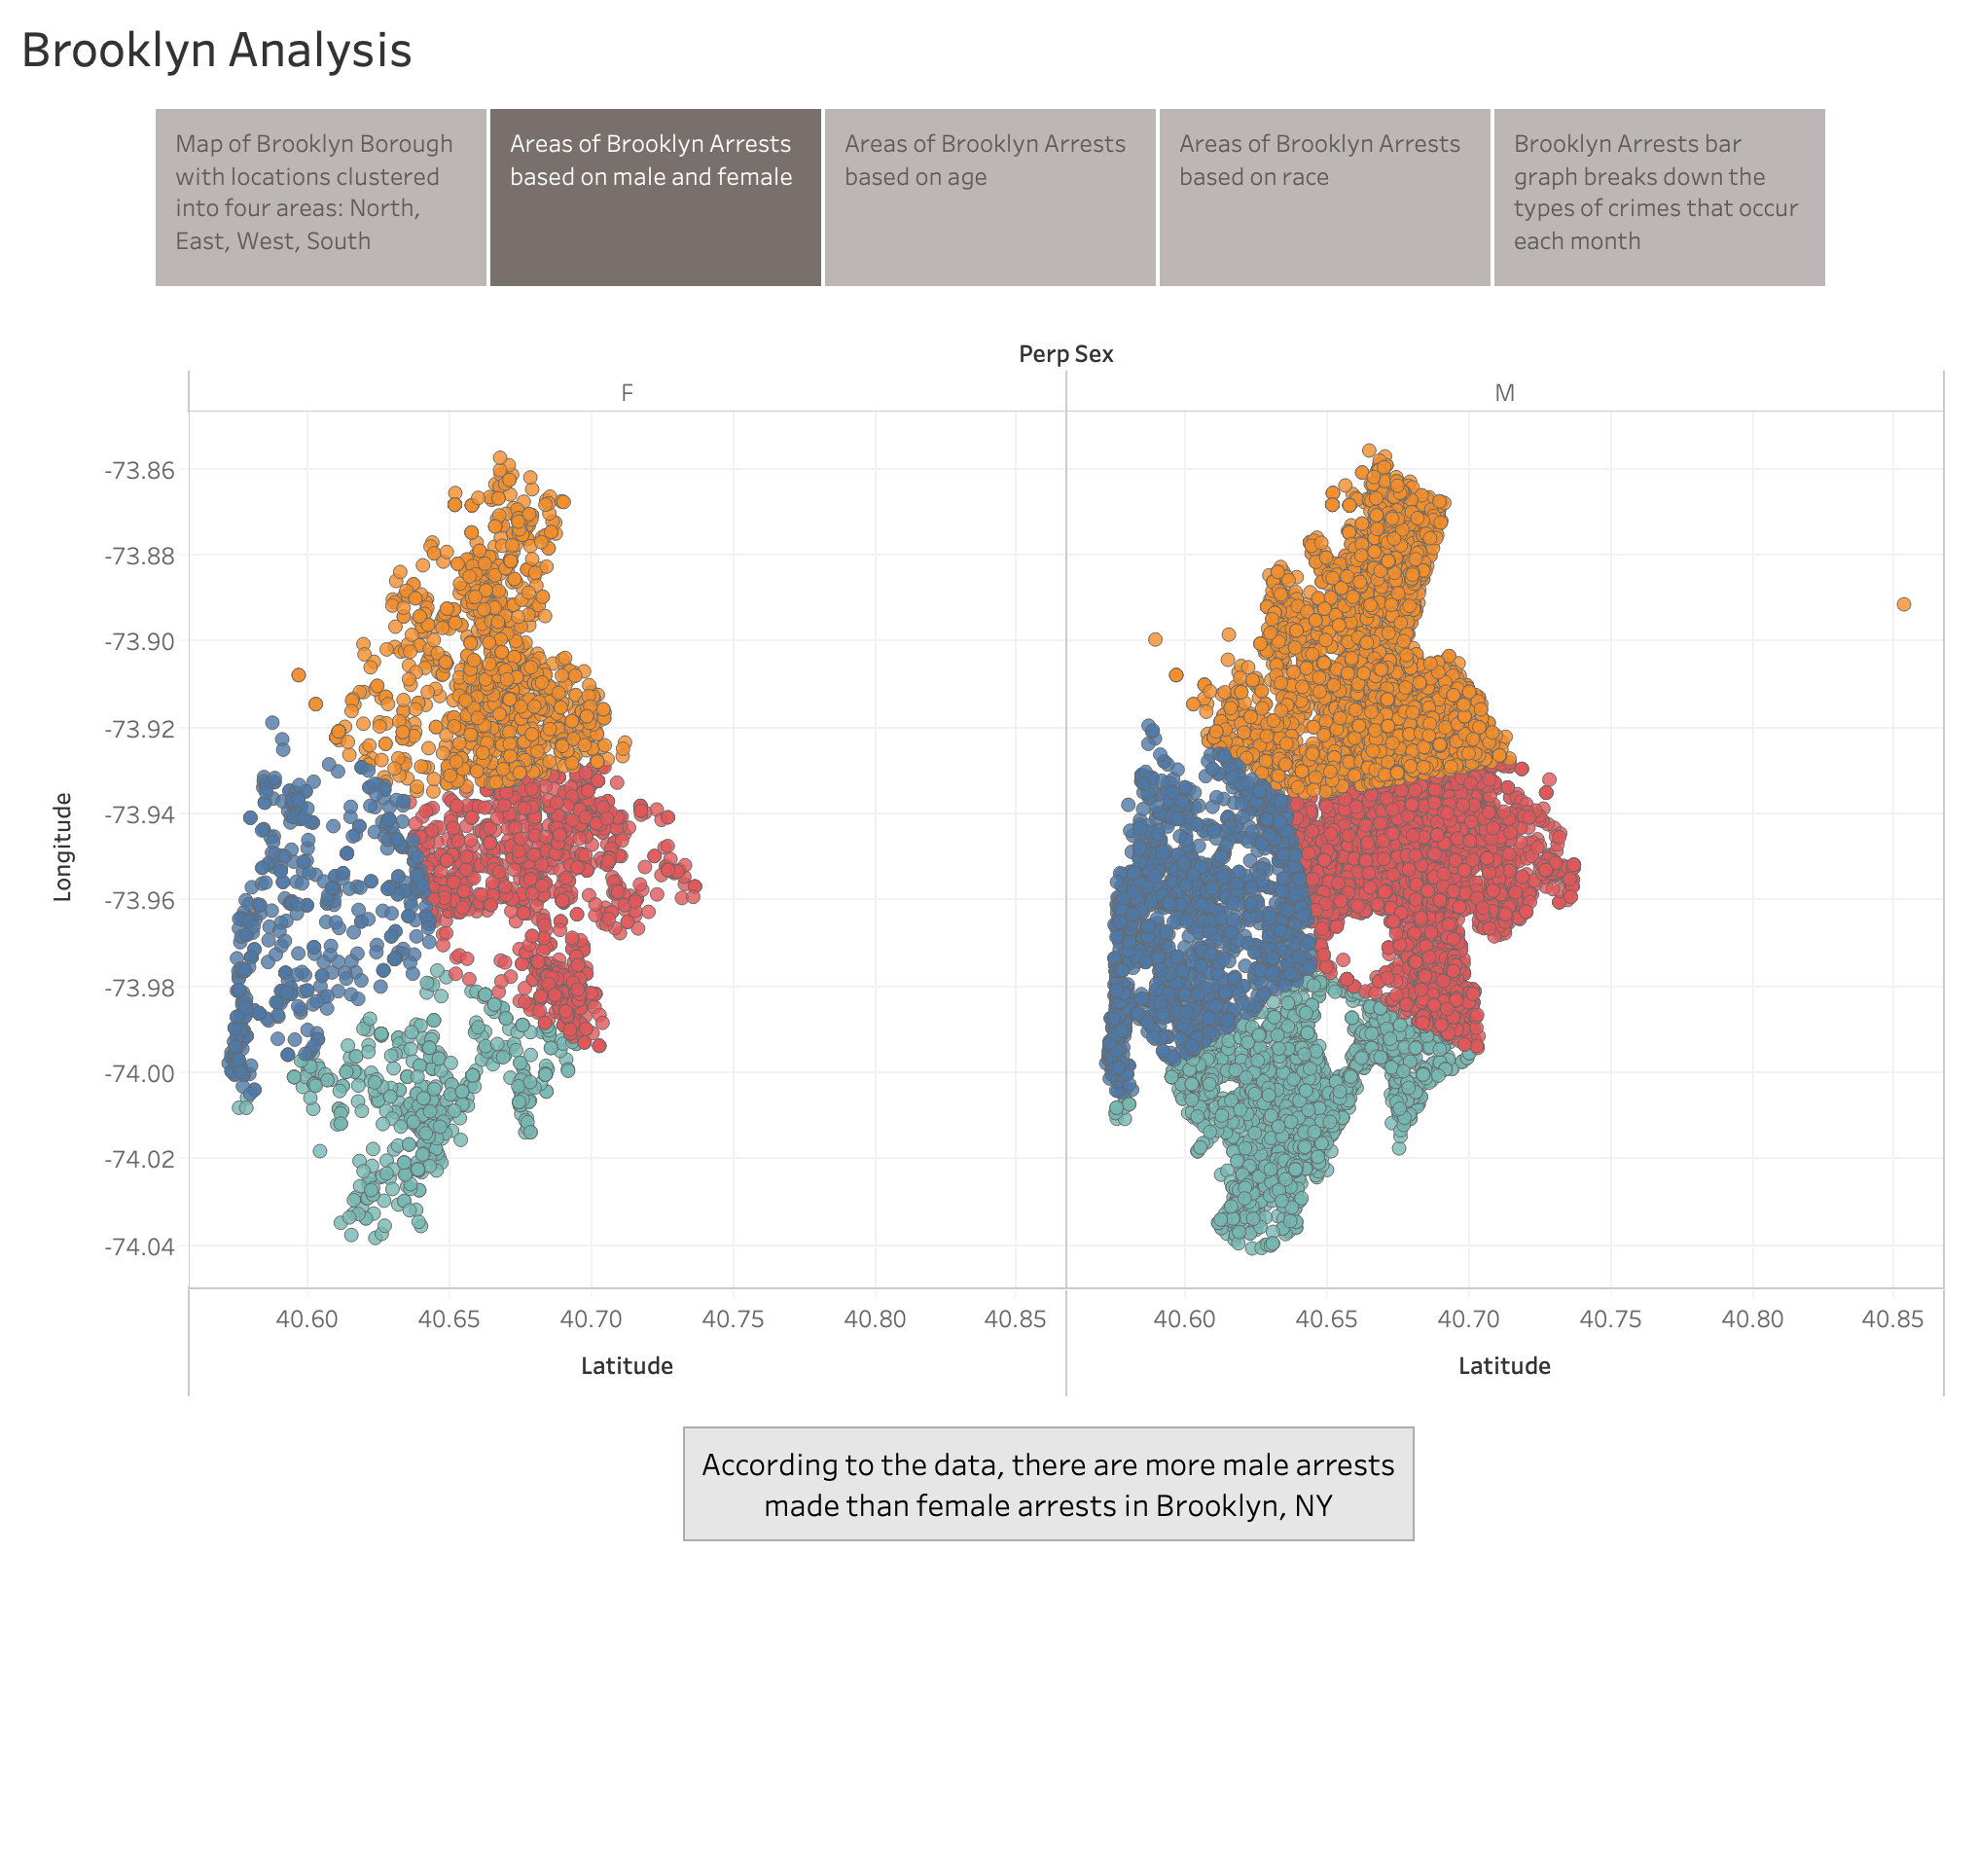 Brooklyn Analysis
Map of Brooklyn Borough
with locations clustered
into four areas: North,
East, West, South
Areas of Brooklyn Arrests
based on male and female
Areas of Brooklyn Arrests
based on age
Areas of Brooklyn Arrests
based on race
Brooklyn Arrests bar
graph breaks down the
types of crimes that occur
each month
Perp Sex
F
M
Longitude
-73.86
-73.88
-73.90
-73.92
-73.94
-73.96
-73.98
-74.00
-74.02
-74.04
40.60 40.65 40.70 40.75 40.80 40.85
40.60 40.65 40.70 40.75 40.80 40.85
Latitude
Latitude
According to the data, there are more male arrests
made than female arrests in Brooklyn, NY